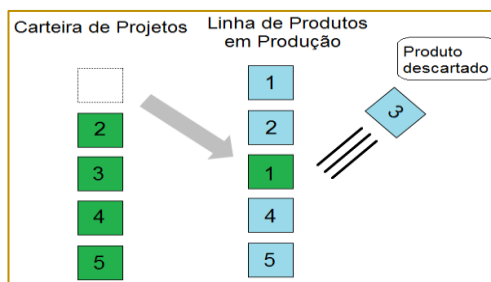 Carteira de Projetos
Linha de Produtos
em Produção
Produto
descartado
1
3
2
2
3
1
4
4
5
5